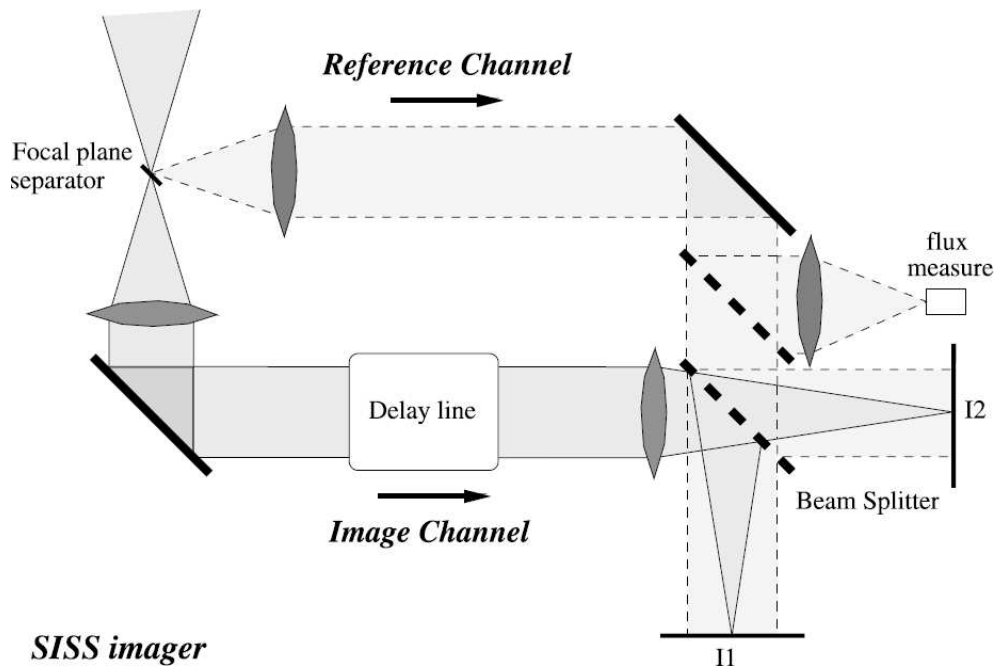 Reference Channel
Focal plane
separator
flux
measure
Delay line
I2
Beam Splitter
Image Channel
SISS imager
I1